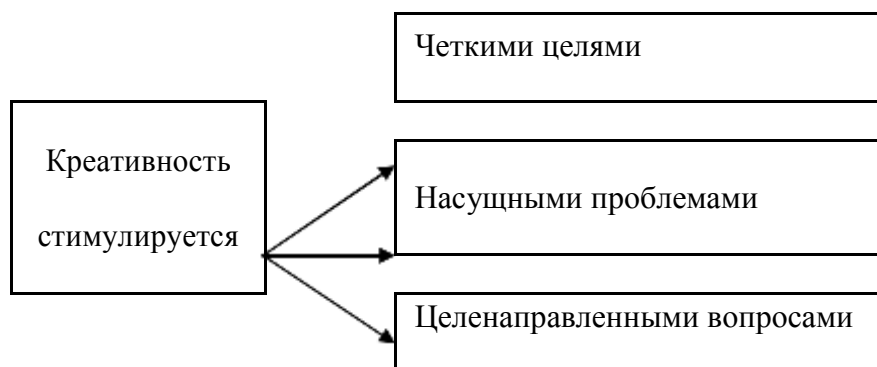 Четкими целями
Креативность
стимулируется
Насущными проблемами
Целенаправленными вопросами